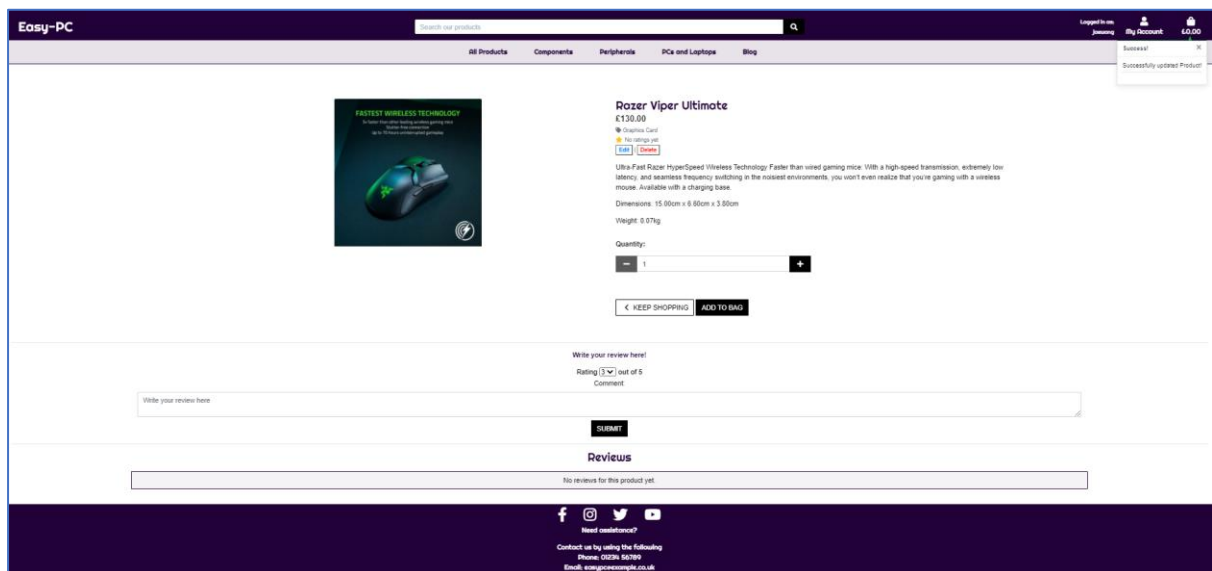 Easy-PC
Search our products
Logged in as:
My Account
£0.00
All Products
Components
Peripherals
PCs and Laptops
Blog
Success!
×
Successfully updated Product!
FASTEST WIRELESS TECHNOLOGY
Razer Viper Ultimate
£130.00
Graphics Card
No ratings yet
Edit | Delete
Ultra-Fast Razer HyperSpeed Wireless Technology Faster than wired gaming mice: With a high-speed transmission, extremely low
latency, and seamless frequency switching in the noisiest environments, you won't even realize that you're gaming with a wireless
mouse. Available with a charging base.
Dimensions: 15.00cm x 6.60cm x 3.80cm
Weight: 0.07kg
Quantity:
1
KEEP SHOPPING
ADD TO BAG
Write your review here!
Rating 3 out of 5
Comment
Write your review here
SUBMIT
Reviews
No reviews for this product yet.
Need assistance?
Contact us by using the following
Phone: 01234 56789
Email: easypc@example.co.uk